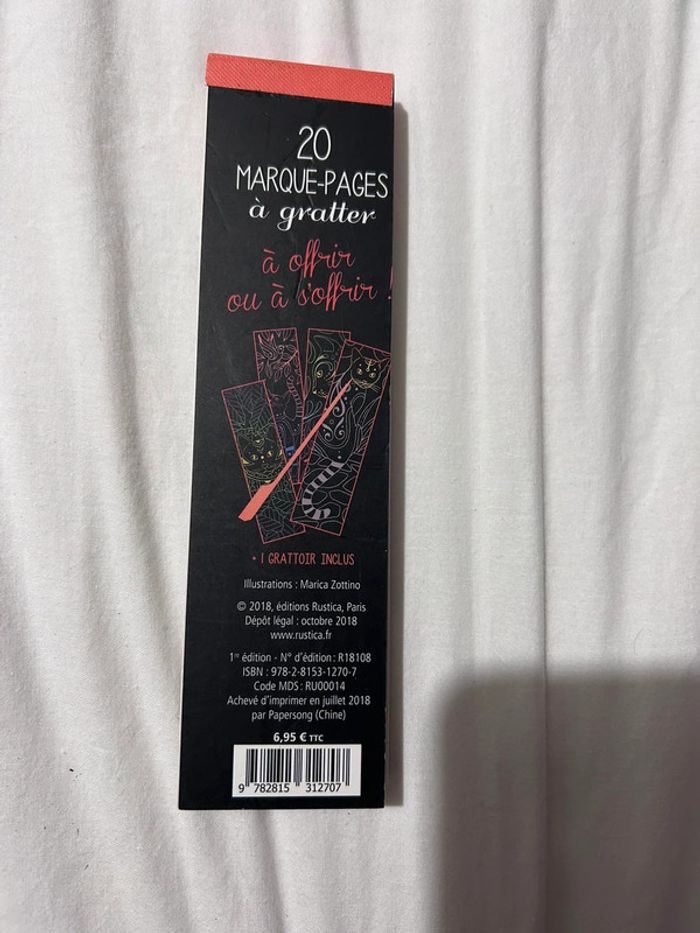 20
MARQUE-PAGES
à gratter
à offrir
ou à s'offrir !
+ 1 GRATTOIR INCLUS
Illustrations : Marica Zottino
© 2018, éditions Rustica, Paris
Dépôt légal : octobre 2018
www.rustica.fr
1re édition - N° d'édition : R18108
ISBN : 978-2-8153-1270-7
Code MDS : RU00014
Achevé d'imprimer en juillet 2018
par Papersong (Chine)
6,95 € TTC
9 782815 312707